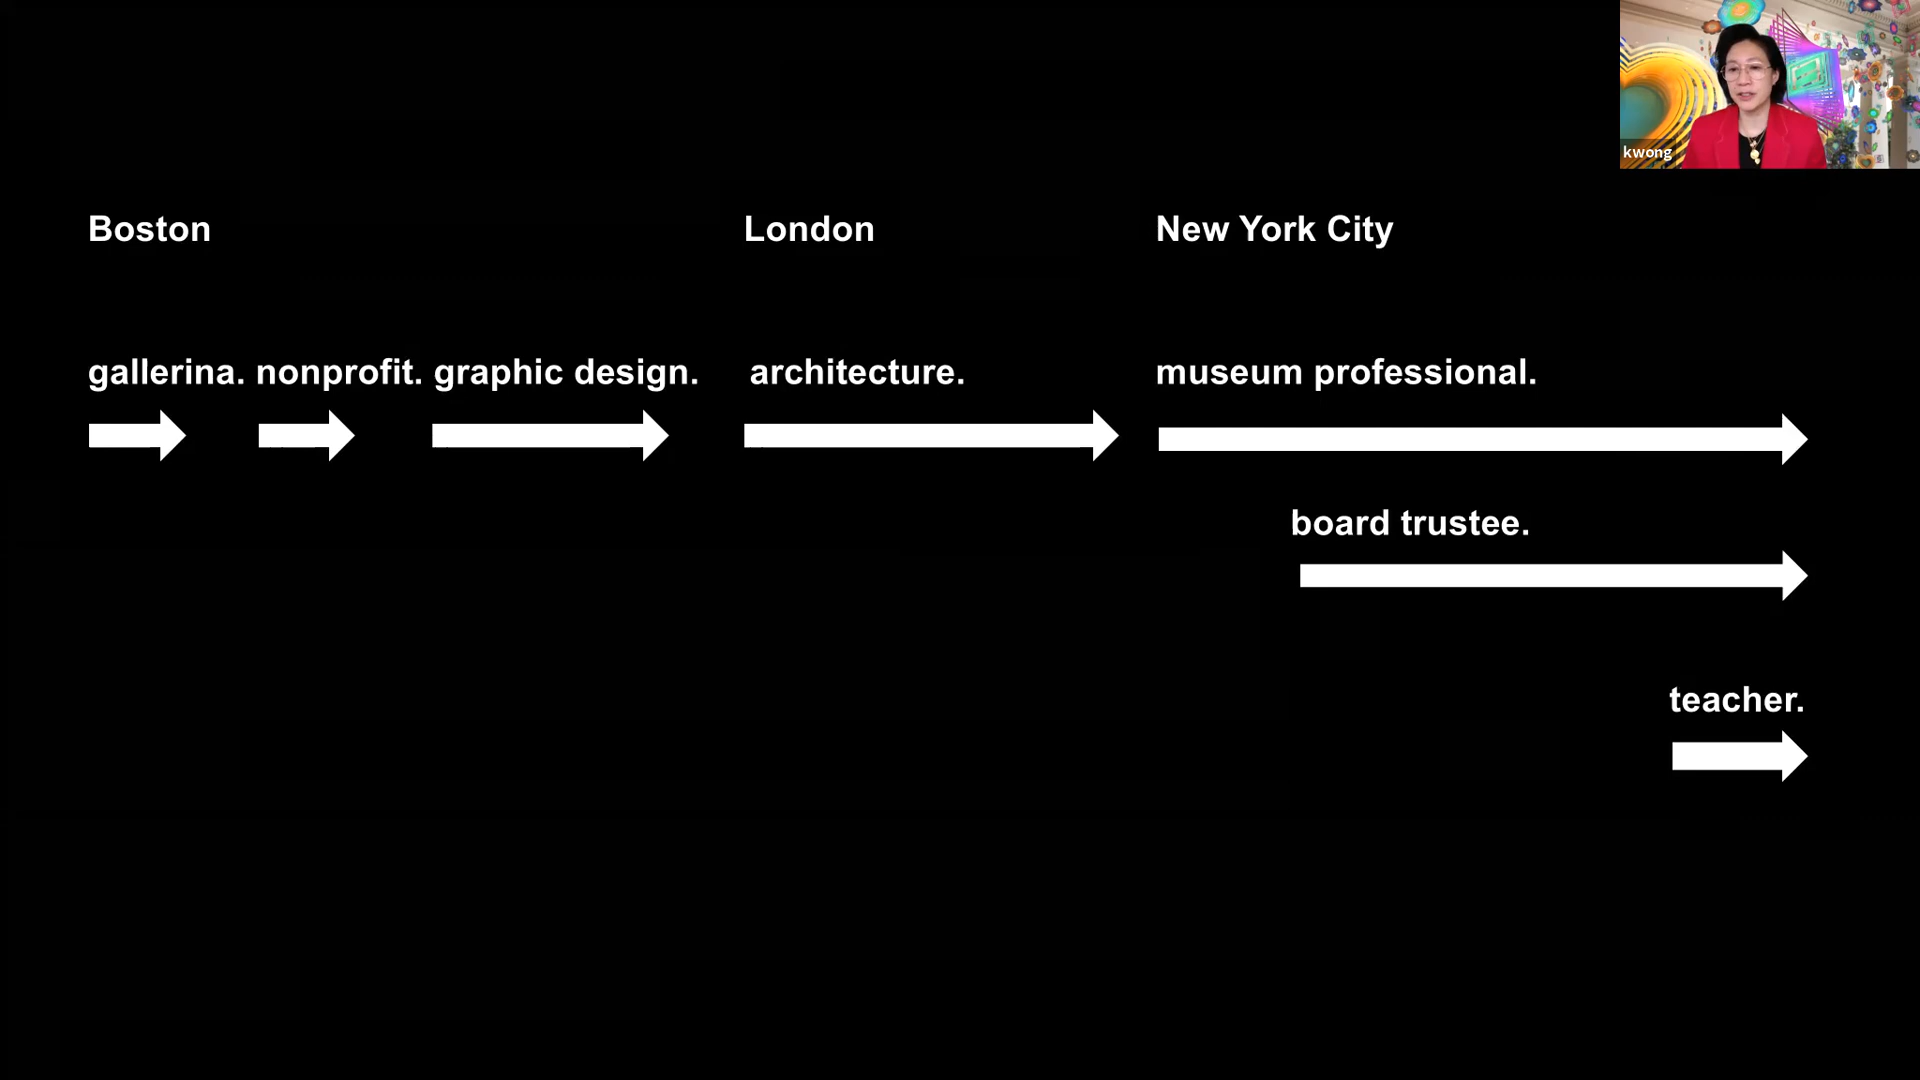 kwong
Boston London New York City
gallerina. nonprofit. graphic design. architecture. museum professional.
board trustee.
teacher.